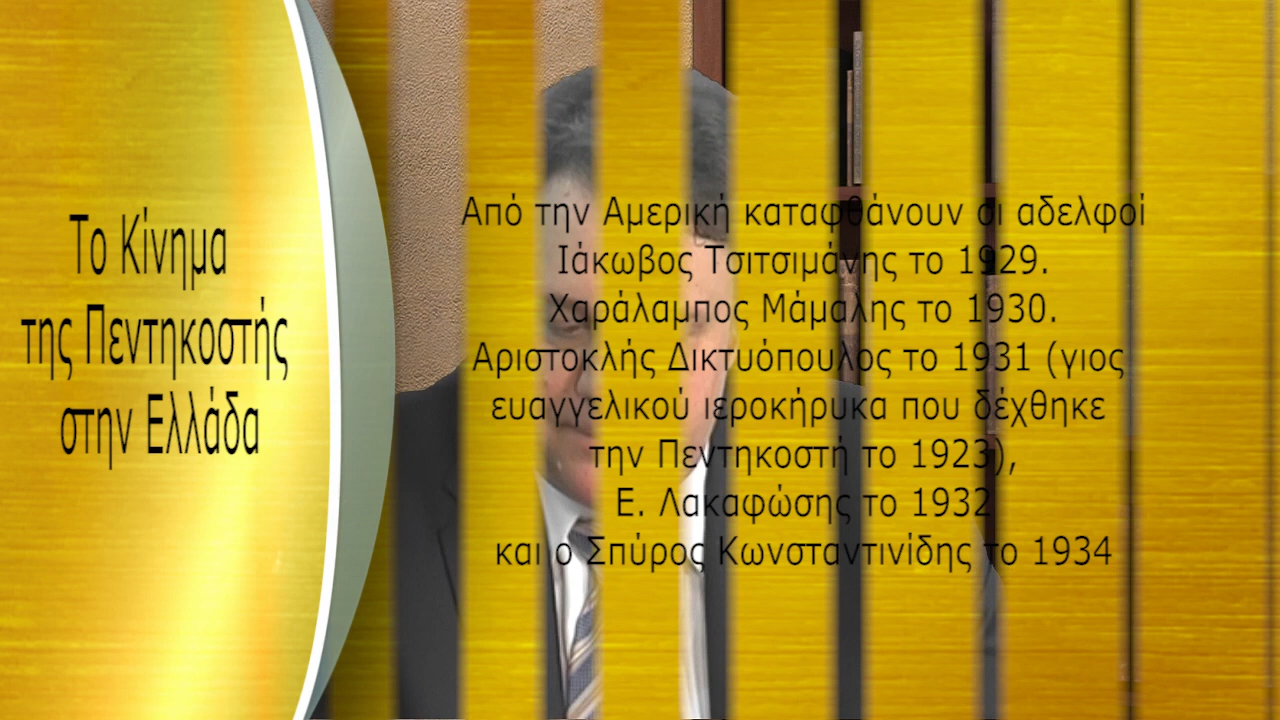 Το Κίνημα
της Πεντηκοστής
στην Ελλάδα
Από την Αμερική καταφθάνουν οι αδελφοί
Ιάκωβος Τσιτσιμάνης το 1929.
Χαράλαμπος Μάμαλης το 1930.
Αριστοκλής Δικτυόπουλος το 1931 (γιος
ευαγγελικού ιεροκήρυκα που δέχθηκε
την Πεντηκοστή το 1923),
Ε. Λακαφώσης το 1932
και ο Σπύρος Κωνσταντινίδης το 1934